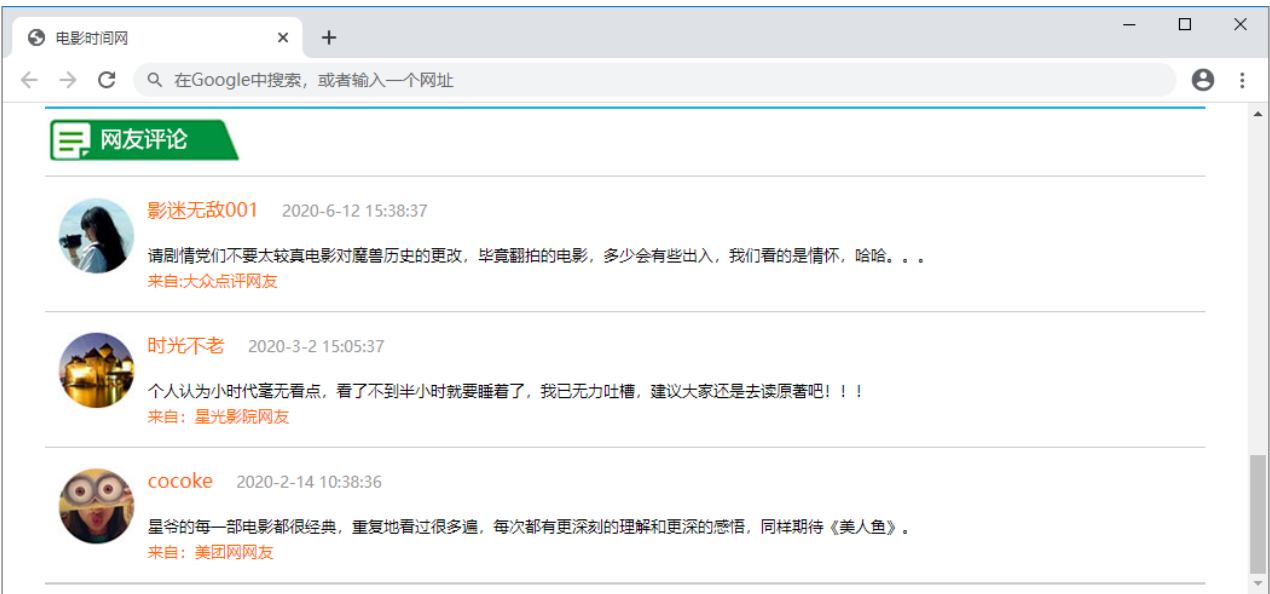 电影时间网
在Google中搜索，或者输入一个网址
网友评论
影迷无敌001 2020-6-12 15:38:37
请剧情党们不要太较真电影对魔兽历史的更改，毕竟翻拍的电影，多少会有些出入，我们看的是情怀，哈哈。。。
来自:大众点评网友
时光不老 2020-3-2 15:05:37
个人认为小时代毫无看点，看了不到半小时就要睡着了，我已无力吐槽，建议大家还是去读原著吧！！！
来自：星光影院网友
cocoke 2020-2-14 10:38:36
星爷的每一部电影都很经典，重复地看过很多遍，每次都有更深刻的理解和更深的感悟，同样期待《美人鱼》。
来自：美团网网友